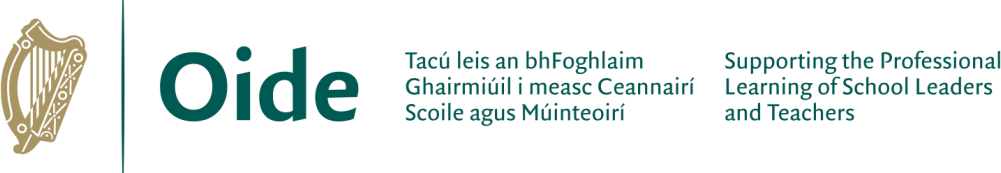 Oide
Tacú leis an bhFoghlaim
Ghairmiúil i measc Ceannairí
Scoile agus Múinteoirí
Supporting the Professional
Learning of School Leaders
and Teachers